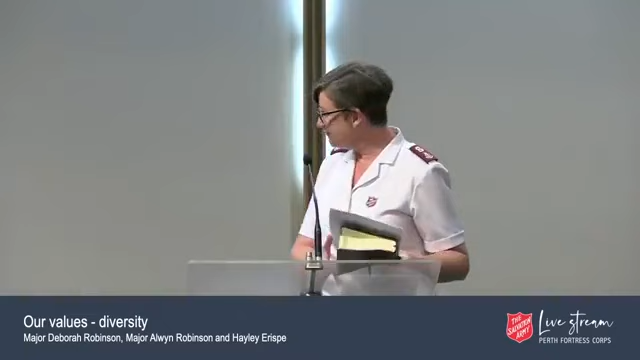 Our values - diversity
Major Deborah Robinson, Major Alwyn Robinson and Hayley Erispe
THE
SALVATION
ARMY
Live stream
PERTH FORTRESS CORPS